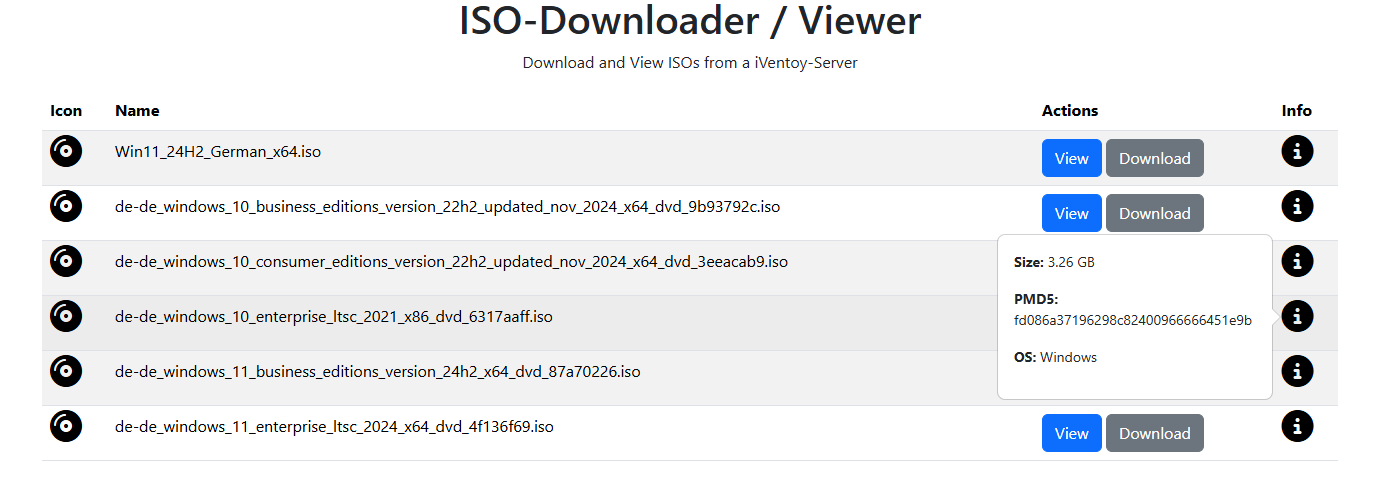 ISO-Downloader / Viewer
Download and View ISOs from a iVentoy-Server
Icon Name Actions Info
Win11_24H2_German_x64.iso View Download
de-de_windows_10_business_editions_version_22h2_updated_nov_2024_x64_dvd_9b93792c.iso View Download
de-de_windows_10_consumer_editions_version_22h2_updated_nov_2024_x64_dvd_3eeacab9.iso
Size: 3.26 GB
PMD5:
fd086a37196298c82400966666451e9b
OS: Windows
de-de_windows_10_enterprise_ltsc_2021_x86_dvd_6317aaff.iso
de-de_windows_11_business_editions_version_24h2_x64_dvd_87a70226.iso
de-de_windows_11_enterprise_ltsc_2024_x64_dvd_4f136f69.iso View Download